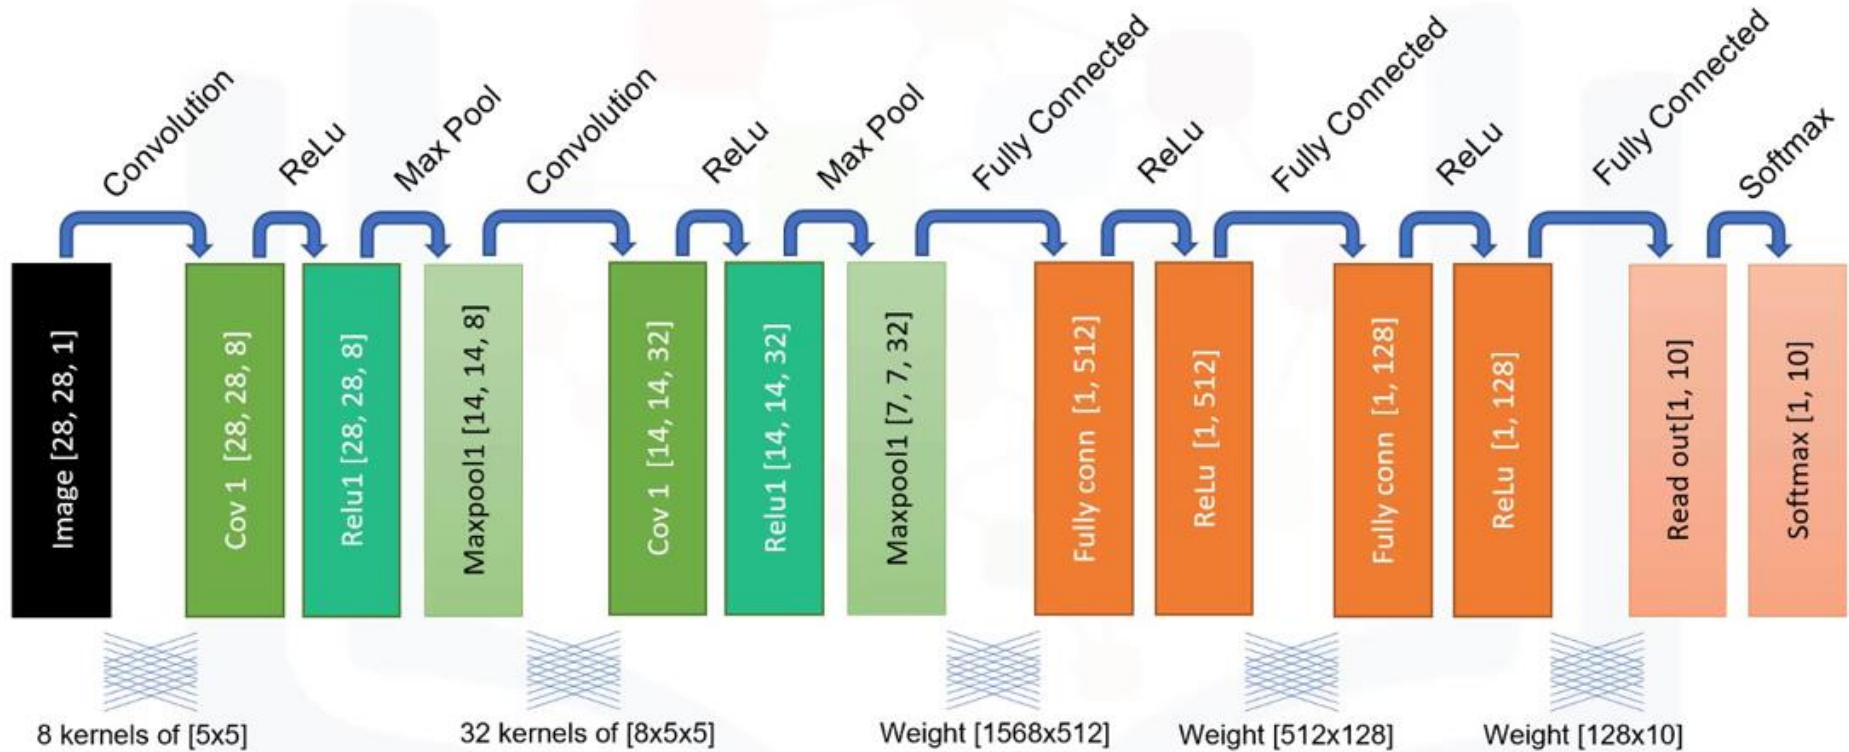 Convolution
ReLu
Max Pool
Convolution
ReLu
Max Pool
Fully Connected
ReLu
Fully Connected
ReLu
Fully Connected
Softmax
Image [28, 28, 1]
Cov 1 [28, 28, 8]
Relu1 [28, 28, 8]
Maxpool1 [14, 14, 8]
Cov 1 [14, 14, 32]
Relu1 [14, 14, 32]
Maxpool1 [7, 7, 32]
Fully conn [1, 512]
ReLu [1, 512]
Fully conn [1, 128]
ReLu [1, 128]
Read out[1, 10]
Softmax [1, 10]
8 kernels of [5x5]
32 kernels of [8x5x5]
Weight [1568x512]
Weight [512x128]
Weight [128x10]